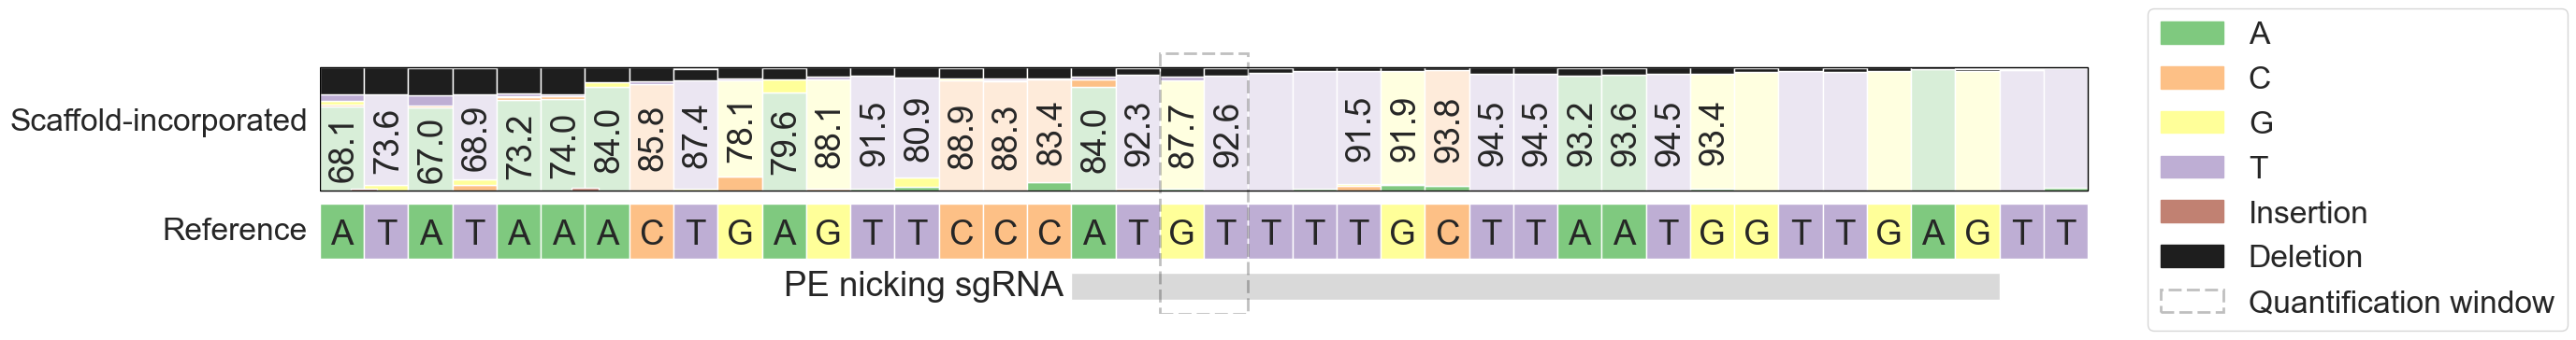 Scaffold-incorporated
68.1 73.6 67.0 68.9 73.2 74.0 84.0 85.8 87.4 78.1 79.6 88.1 91.5 80.9 88.9 88.3 83.4 84.0 92.3 87.7 92.6 91.5 91.9 93.8 94.5 94.5 93.2 93.6 94.5 93.4
Reference A T A T A A A C T G A G T T C C C A T G T T T T G C T T A A T G G T T G A G T T
PE nicking sgRNA
A
C
G
T
Insertion
Deletion
Quantification window